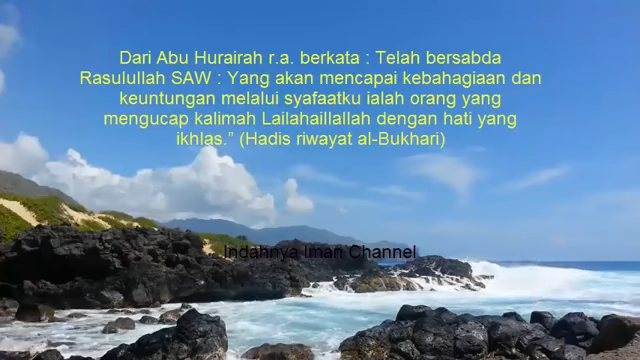 Dari Abu Hurairah r.a. berkata : Telah bersabda
Rasulullah SAW : Yang akan mencapai kebahagiaan dan
keuntungan melalui syafaatku ialah orang yang
mengucap kalimah Lailahaillallah dengan hati yang
ikhlas.” (Hadis riwayat al-Bukhari)
Indahnya Iman Channel